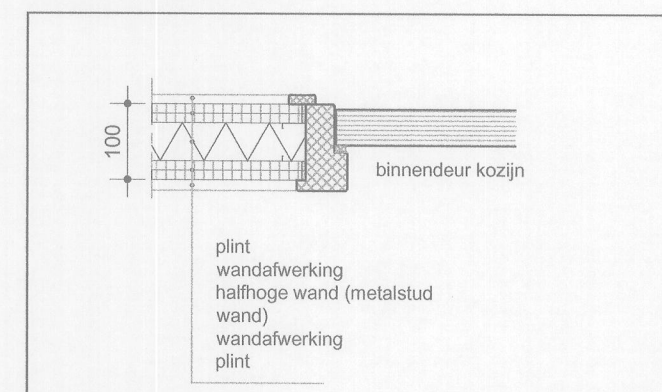 100
binnendeur kozijn
plint
wandafwerking
halfhoge wand (metalstud
wand)
wandafwerking
plint